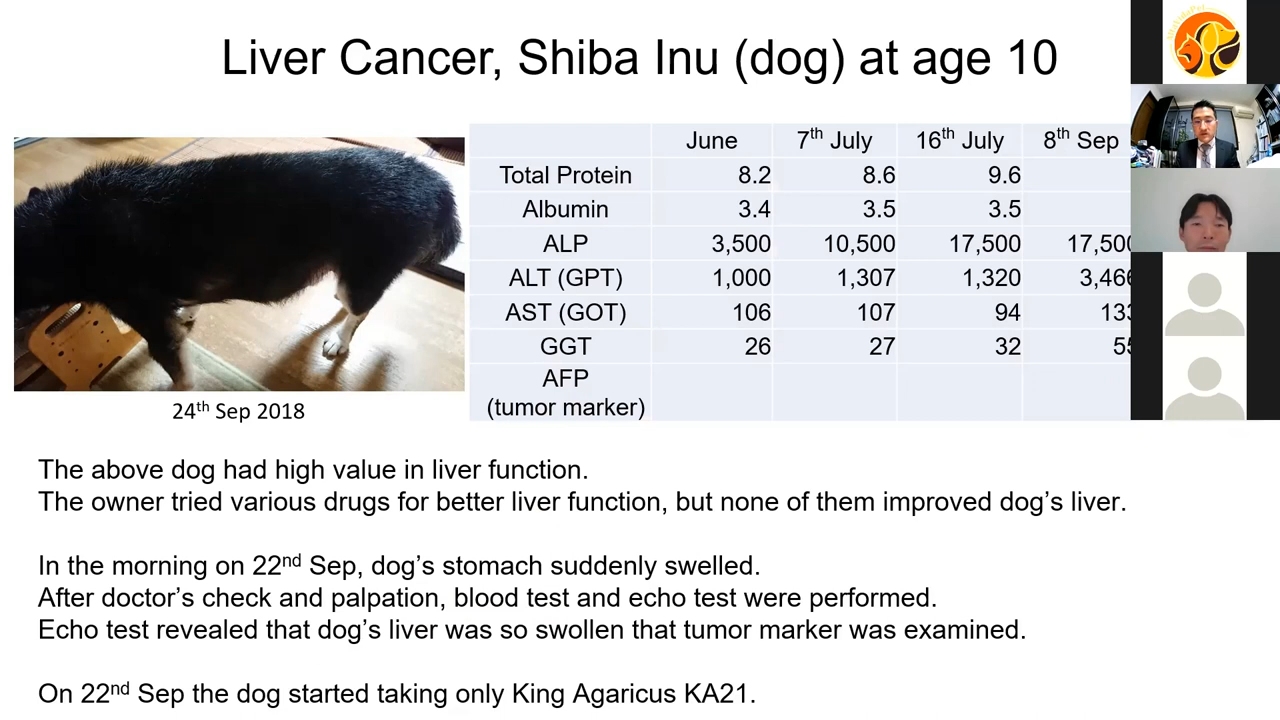 Liver Cancer, Shiba Inu (dog) at age 10
June 7th July 16th July 8th Sep
Total Protein 8.2 8.6 9.6
Albumin 3.4 3.5 3.5
ALP 3,500 10,500 17,500 17,500
ALT (GPT) 1,000 1,307 1,320 3,466
AST (GOT) 106 107 94 133
GGT 26 27 32 55
AFP
(tumor marker)
24th Sep 2018
The above dog had high value in liver function.
The owner tried various drugs for better liver function, but none of them improved dog's liver.
In the morning on 22nd Sep, dog's stomach suddenly swelled.
After doctor's check and palpation, blood test and echo test were performed.
Echo test revealed that dog's liver was so swollen that tumor marker was examined.
On 22nd Sep the dog started taking only King Agaricus KA21.